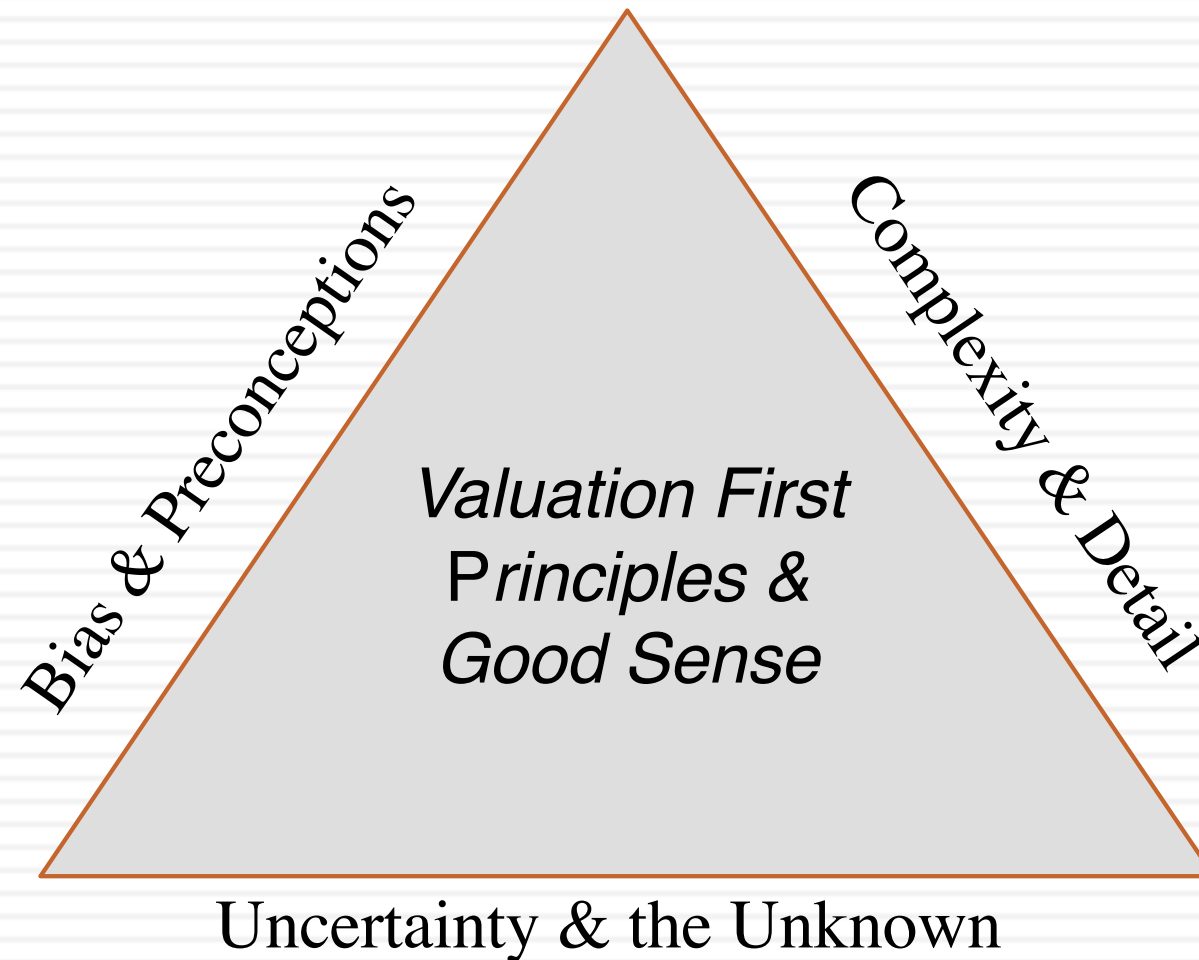 Bias & Preconceptions
Complexity & Detail
Valuation First
Principles &
Good Sense
Uncertainty & the Unknown